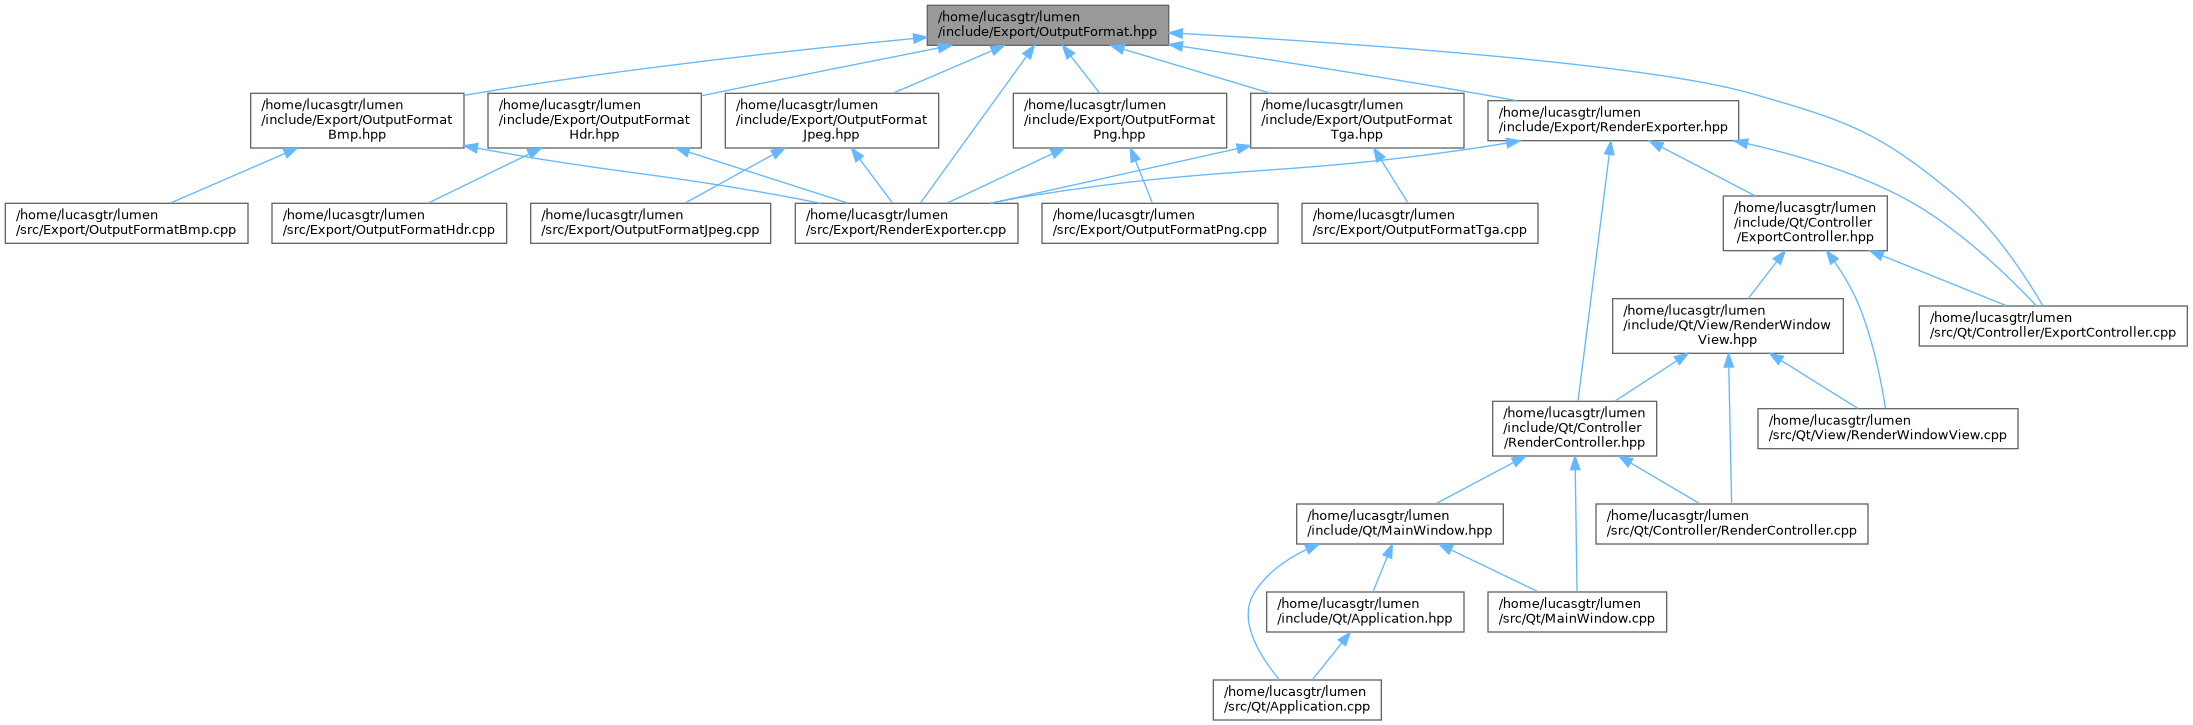 /home/lucasgtr/lumen
/include/Export/OutputFormat.hpp
/home/lucasgtr/lumen
/include/Export/OutputFormat
Bmp.hpp
/home/lucasgtr/lumen
/include/Export/OutputFormat
Hdr.hpp
/home/lucasgtr/lumen
/include/Export/OutputFormat
Jpeg.hpp
/home/lucasgtr/lumen
/include/Export/OutputFormat
Png.hpp
/home/lucasgtr/lumen
/include/Export/OutputFormat
Tga.hpp
/home/lucasgtr/lumen
/include/Export/RenderExporter.hpp
/home/lucasgtr/lumen
/src/Export/OutputFormatBmp.cpp
/home/lucasgtr/lumen
/src/Export/OutputFormatHdr.cpp
/home/lucasgtr/lumen
/src/Export/OutputFormatJpeg.cpp
/home/lucasgtr/lumen
/src/Export/RenderExporter.cpp
/home/lucasgtr/lumen
/src/Export/OutputFormatPng.cpp
/home/lucasgtr/lumen
/src/Export/OutputFormatTga.cpp
/home/lucasgtr/lumen
/include/Qt/Controller
/ExportController.hpp
/home/lucasgtr/lumen
/include/Qt/View/RenderWindow
View.hpp
/home/lucasgtr/lumen
/src/Qt/Controller/ExportController.cpp
/home/lucasgtr/lumen
/include/Qt/Controller
/RenderController.hpp
/home/lucasgtr/lumen
/src/Qt/View/RenderWindowView.cpp
/home/lucasgtr/lumen
/include/Qt/MainWindow.hpp
/home/lucasgtr/lumen
/src/Qt/Controller/RenderController.cpp
/home/lucasgtr/lumen
/include/Qt/Application.hpp
/home/lucasgtr/lumen
/src/Qt/MainWindow.cpp
/home/lucasgtr/lumen
/src/Qt/Application.cpp